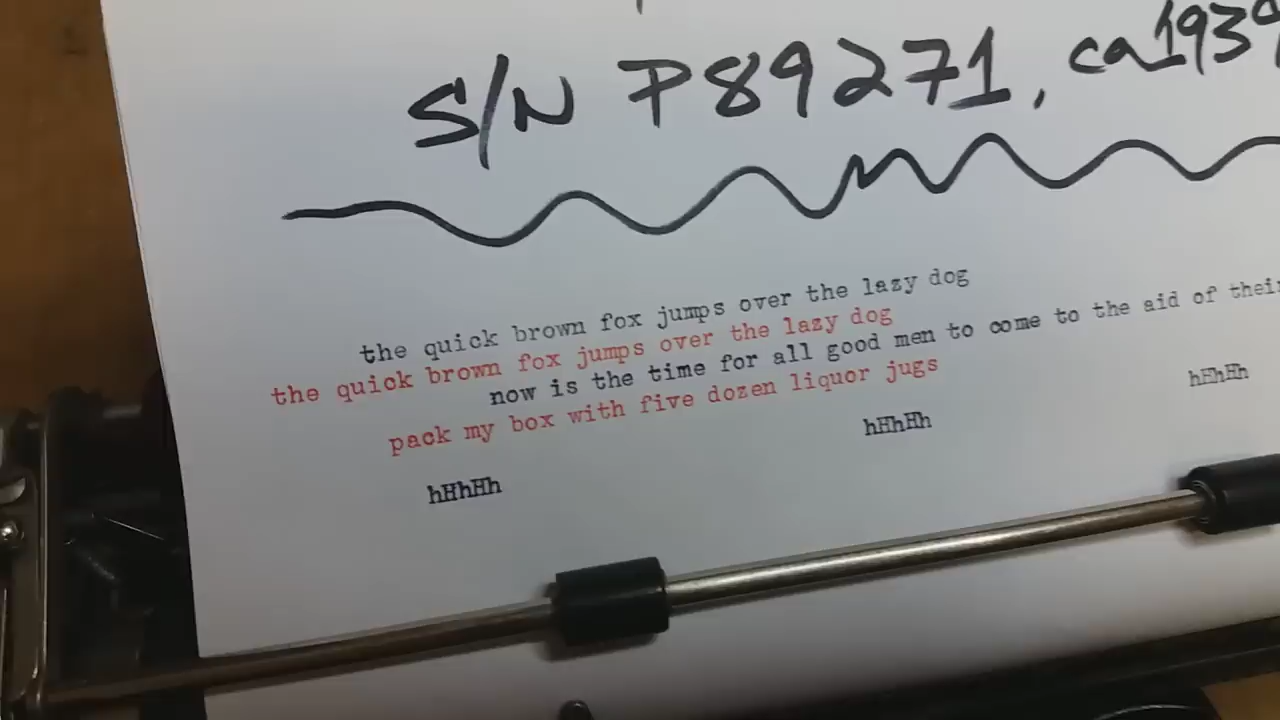 S/N P89271, ca 1939
the quick brown fox jumps over the lazy dog
the quick brown fox jumps over the lazy dog
now is the time for all good men to come to the aid of their
pack my box with five dozen liquor jugs
hHhHh
hHhHh
hHhHh